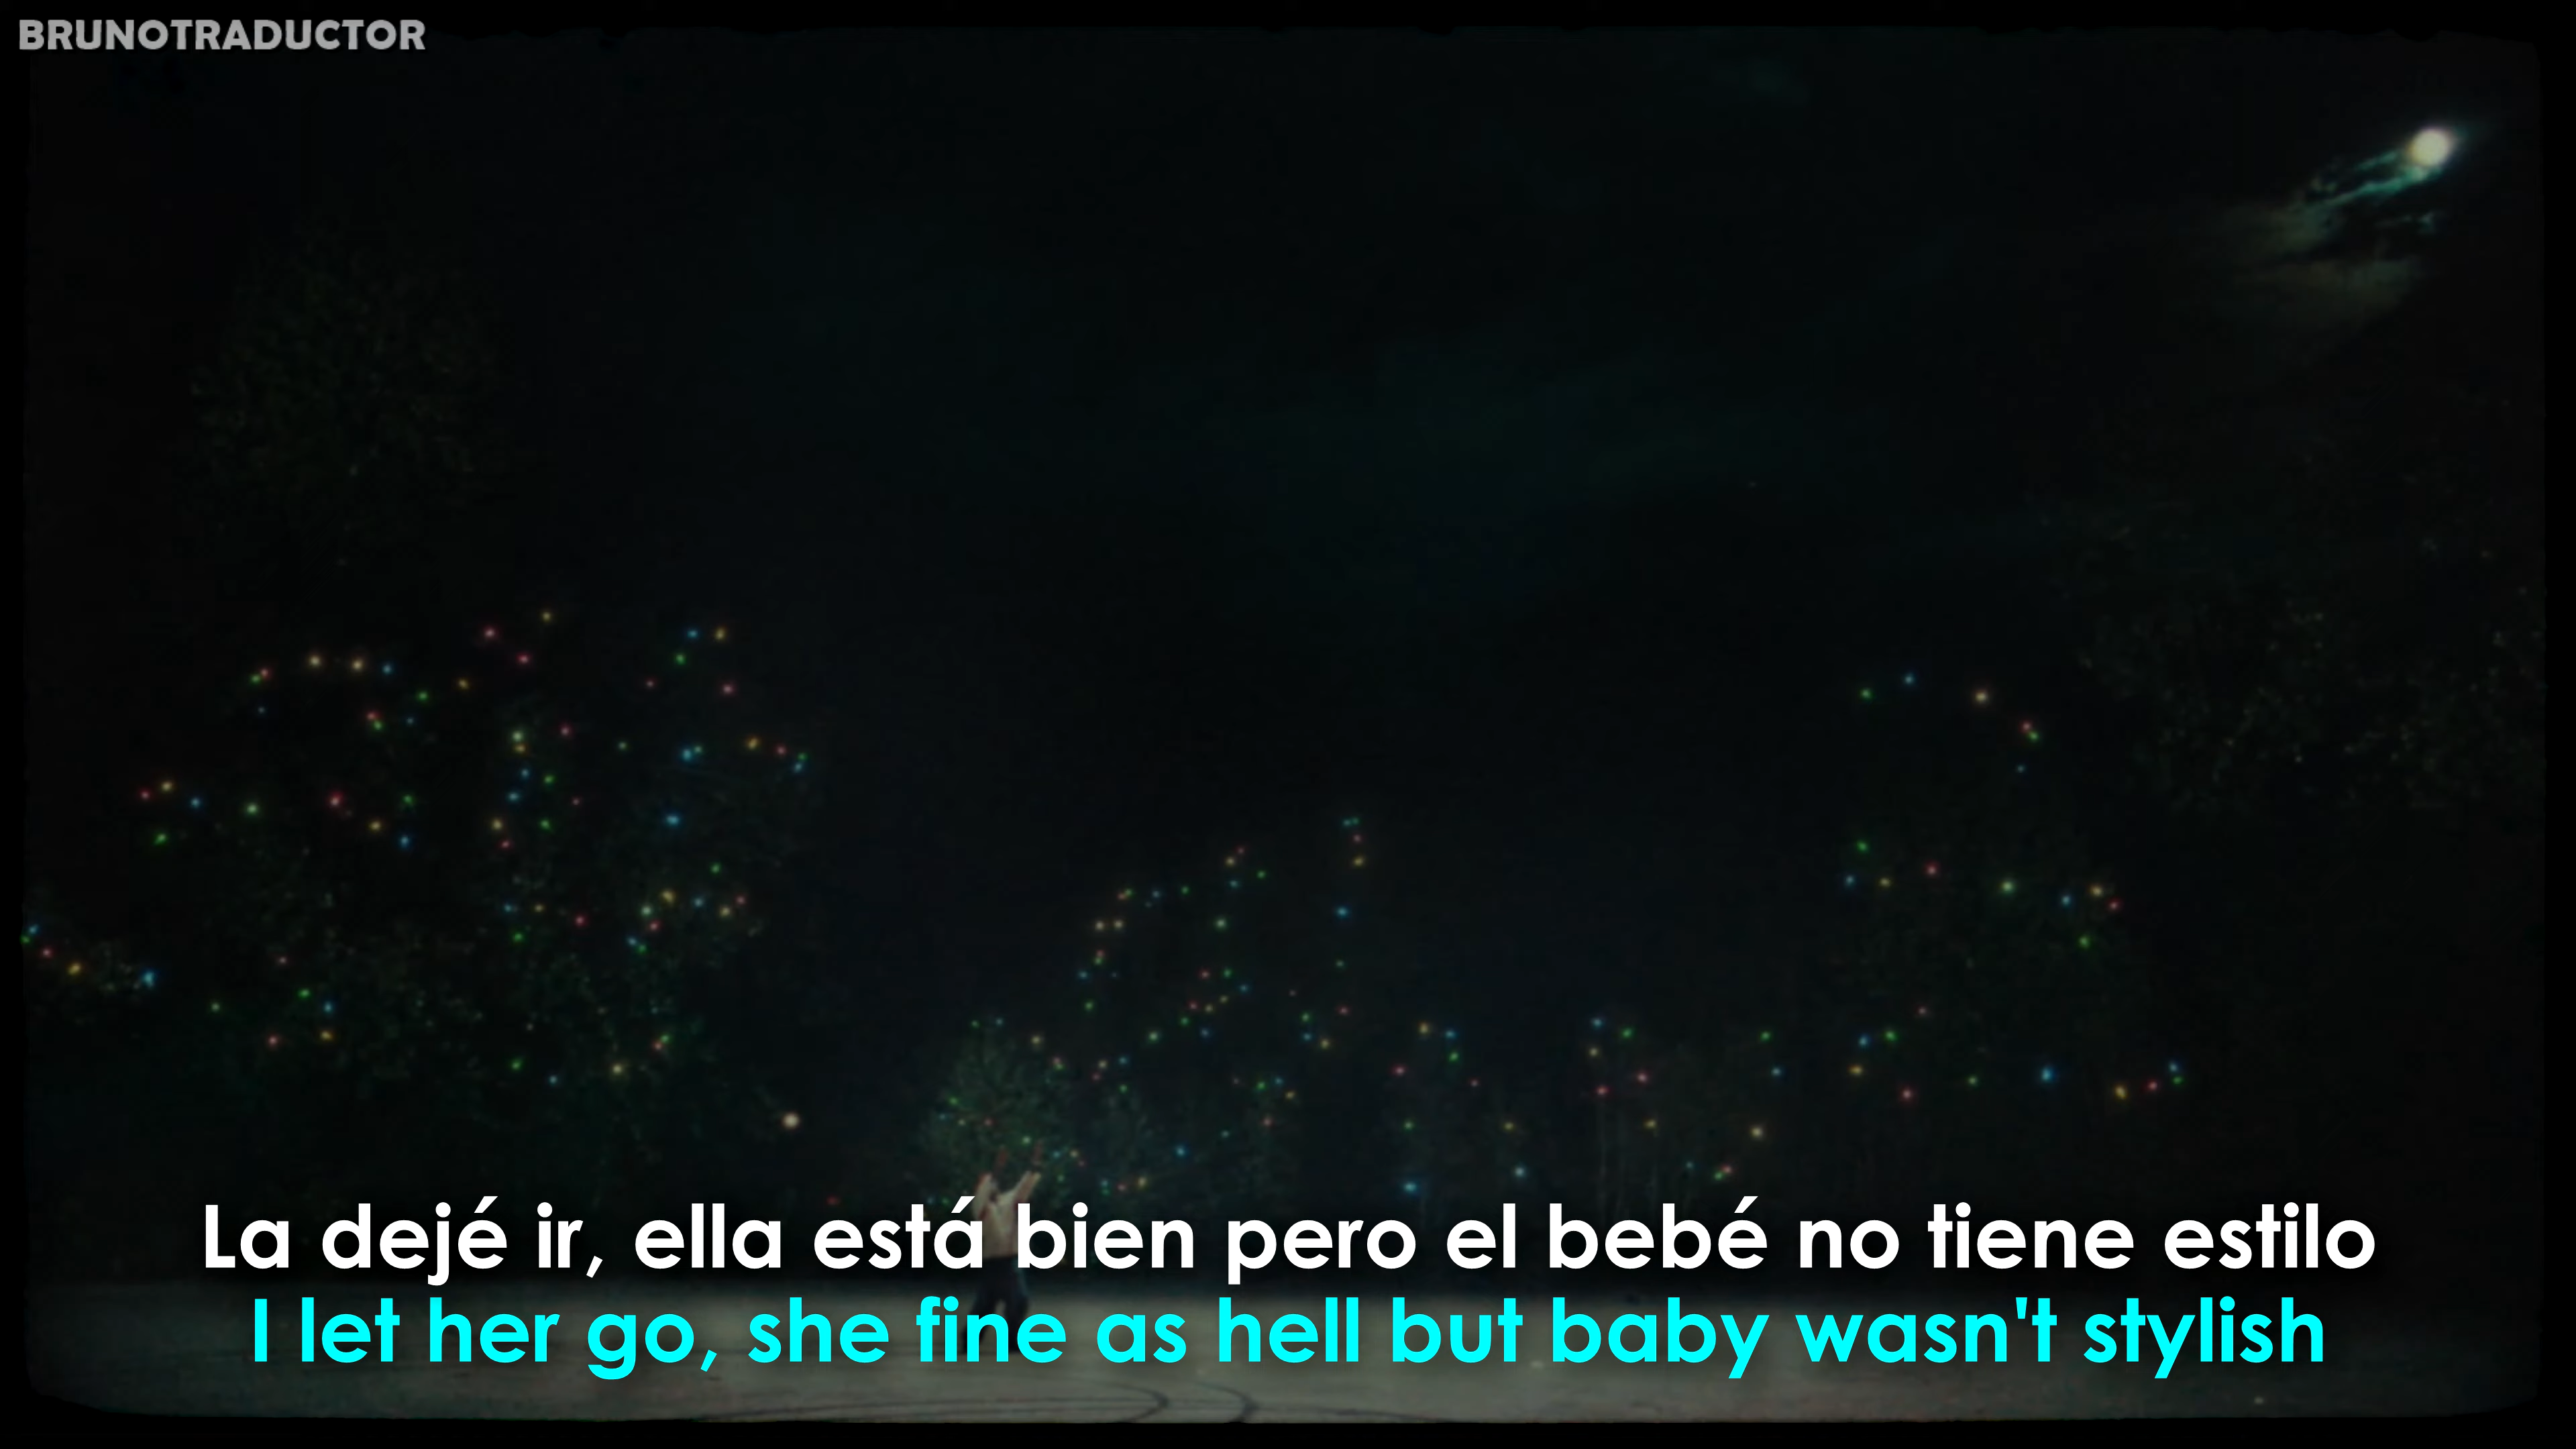 BRUNOTRADUCTOR
La dejé ir, ella está bien pero el bebé no tiene estilo
I let her go, she fine as hell but baby wasn't stylish